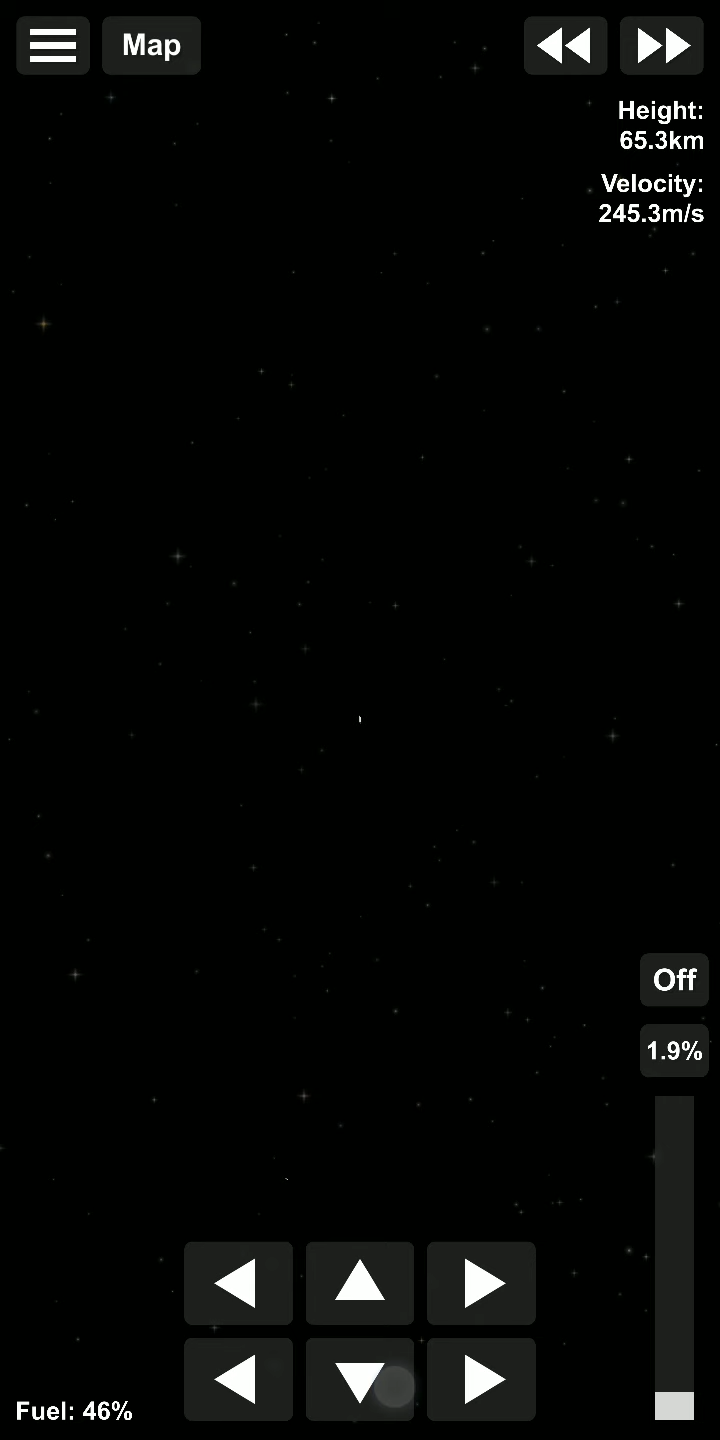 Map
Height:
65.3km
Velocity:
245.3m/s
Off
1.9%
Fuel: 46%